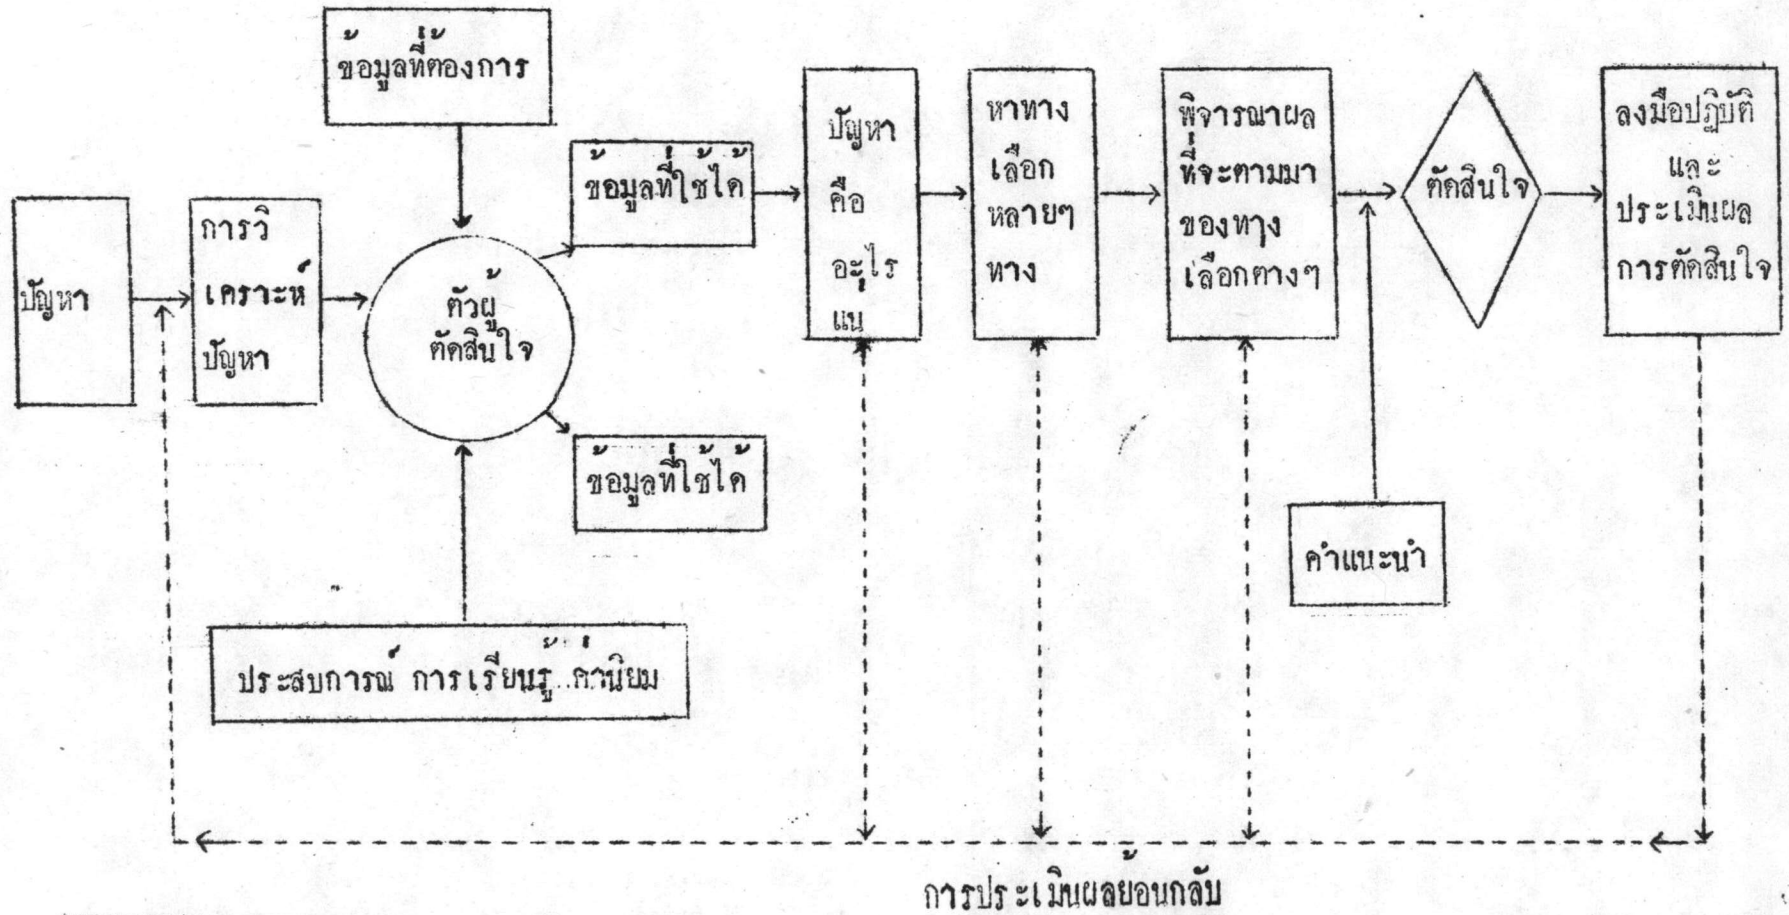 ข้อมูลที่ต้องการ
ปัญหา
การวิ
เคราะห์
ปัญหา
ตัวผู้
ตัดสินใจ
ข้อมูลที่ใช้ได้
ข้อมูลที่ใช้ได้
ประสบการณ์ การเรียนรู้ ค่านิยม
ปัญหา
คือ
อะไร
แน่
หาทาง
เลือก
หลายๆ
ทาง
พิจารณาผล
ที่จะตามมา
ของทาง
เลือกต่างๆ
คำแนะนำ
ตัดสินใจ
ลงมือปฏิบัติ
และ
ประเมินผล
การตัดสินใจ
การประเมินผลย้อนกลับ